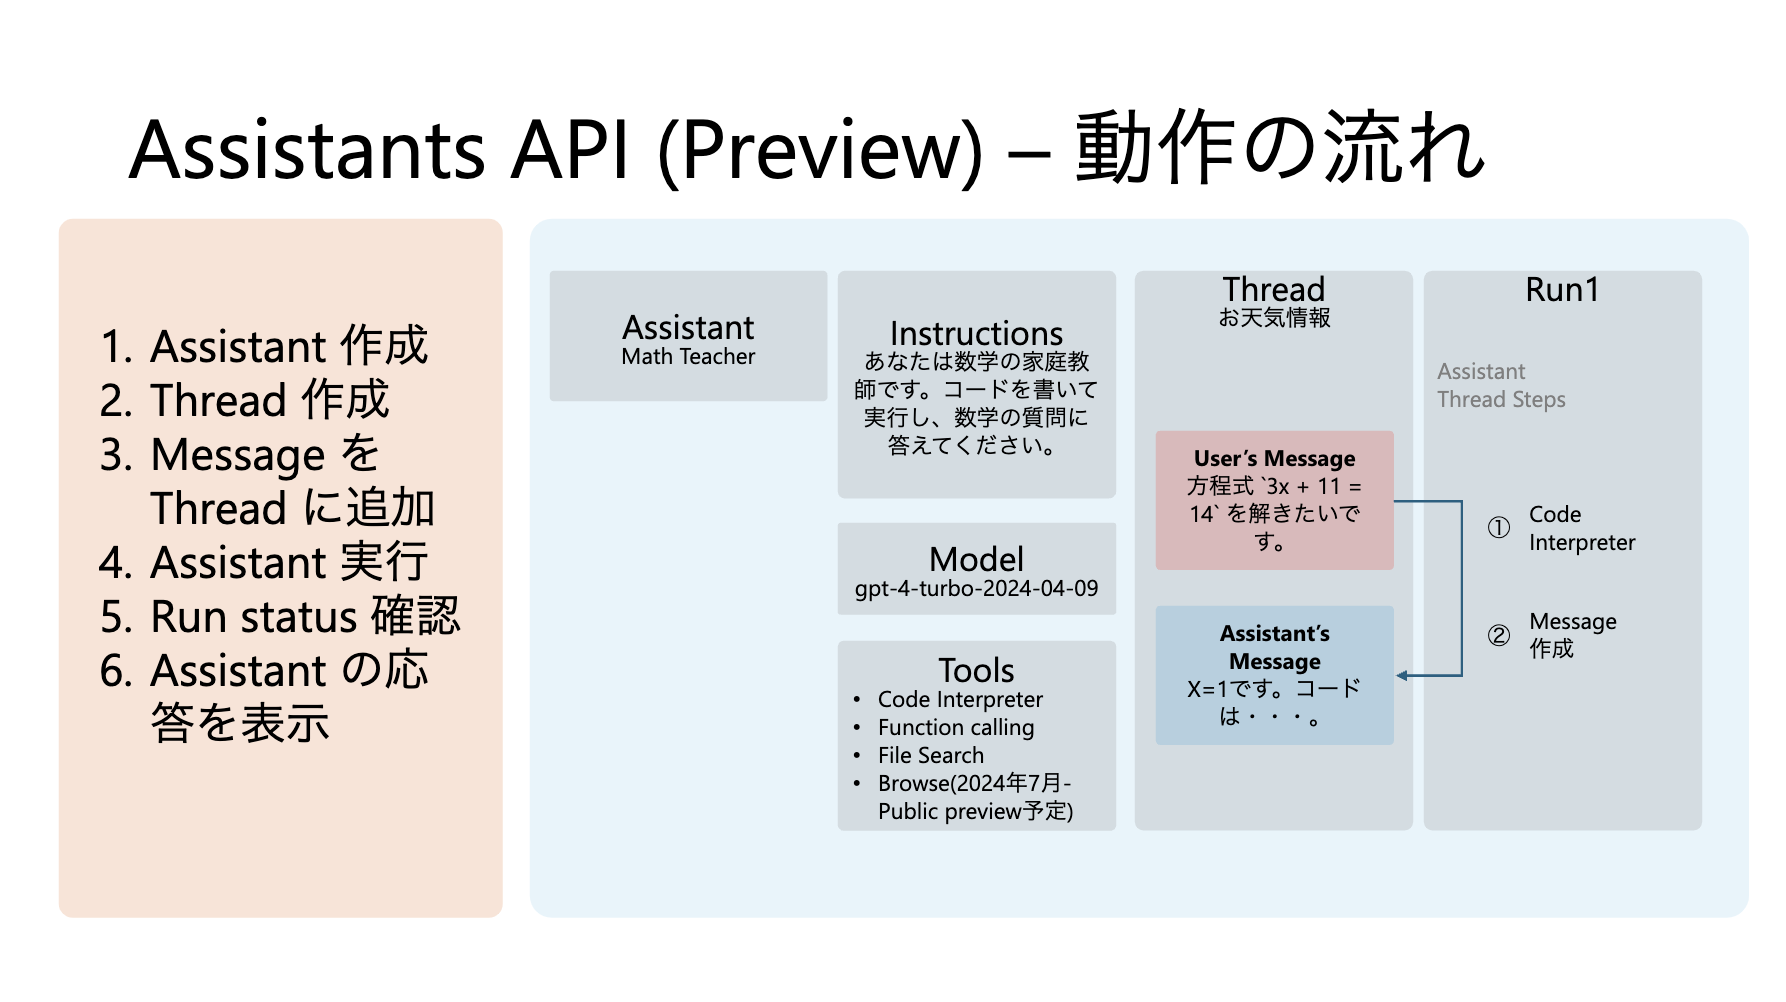 Assistants API (Preview) – 動作の流れ
1. Assistant 作成
2. Thread 作成
3. Message を
Thread に追加
4. Assistant 実行
5. Run status 確認
6. Assistant の応
答を表示
Assistant
Math Teacher
Instructions
あなたは数学の家庭教
師です。コードを書いて
実行し、数学の質問に
答えてください。
Model
gpt-4-turbo-2024-04-09
Tools
• Code Interpreter
• Function calling
• File Search
• Browse(2024年7月-
Public preview予定)
Thread
お天気情報
User’s Message
方程式 `3x + 11 =
14` を解きたいで
す。
Assistant’s
Message
X=1です。コード
は・・・。
Run1
Assistant
Thread Steps
① Code
Interpreter
② Message
作成